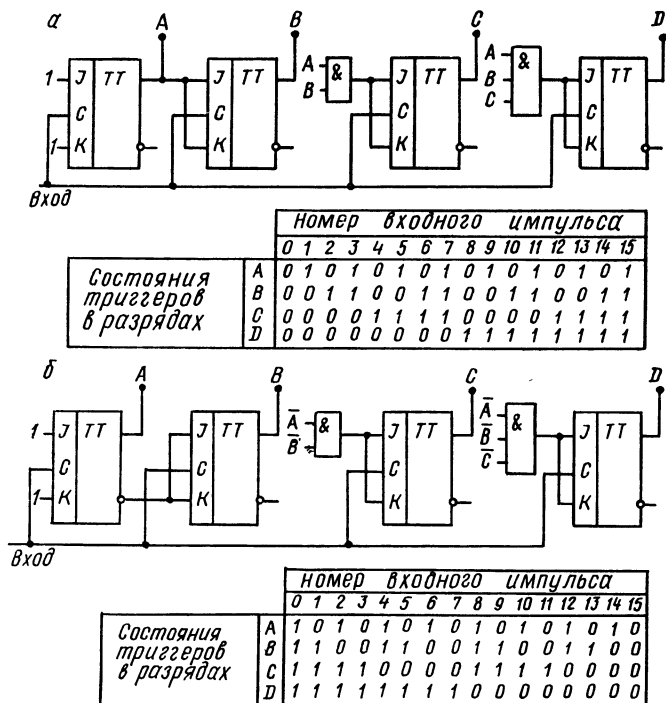 а A B C D
1 J TT J TT A & J TT A & J TT
C C B C B C
1 K K K C K
Вход
Номер входного импульса
0 1 2 3 4 5 6 7 8 9 10 11 12 13 14 15
Состояния триггеров в разрядах
A 0 1 0 1 0 1 0 1 0 1 0 1 0 1 0 1
B 0 0 1 1 0 0 1 1 0 0 1 1 0 0 1 1
C 0 0 0 0 1 1 1 1 0 0 0 0 1 1 1 1
D 0 0 0 0 0 0 0 0 1 1 1 1 1 1 1 1
б A B C D
1 J TT J TT A̅ & J TT A̅ & J TT
C C B̅ C B̅ C
1 K K K C̅ K
Вход
Номер входного импульса
0 1 2 3 4 5 6 7 8 9 10 11 12 13 14 15
Состояния триггеров в разрядах
A 1 0 1 0 1 0 1 0 1 0 1 0 1 0 1 0
B 1 1 0 0 1 1 0 0 1 1 0 0 1 1 0 0
C 1 1 1 1 0 0 0 0 1 1 1 1 0 0 0 0
D 1 1 1 1 1 1 1 1 0 0 0 0 0 0 0 0